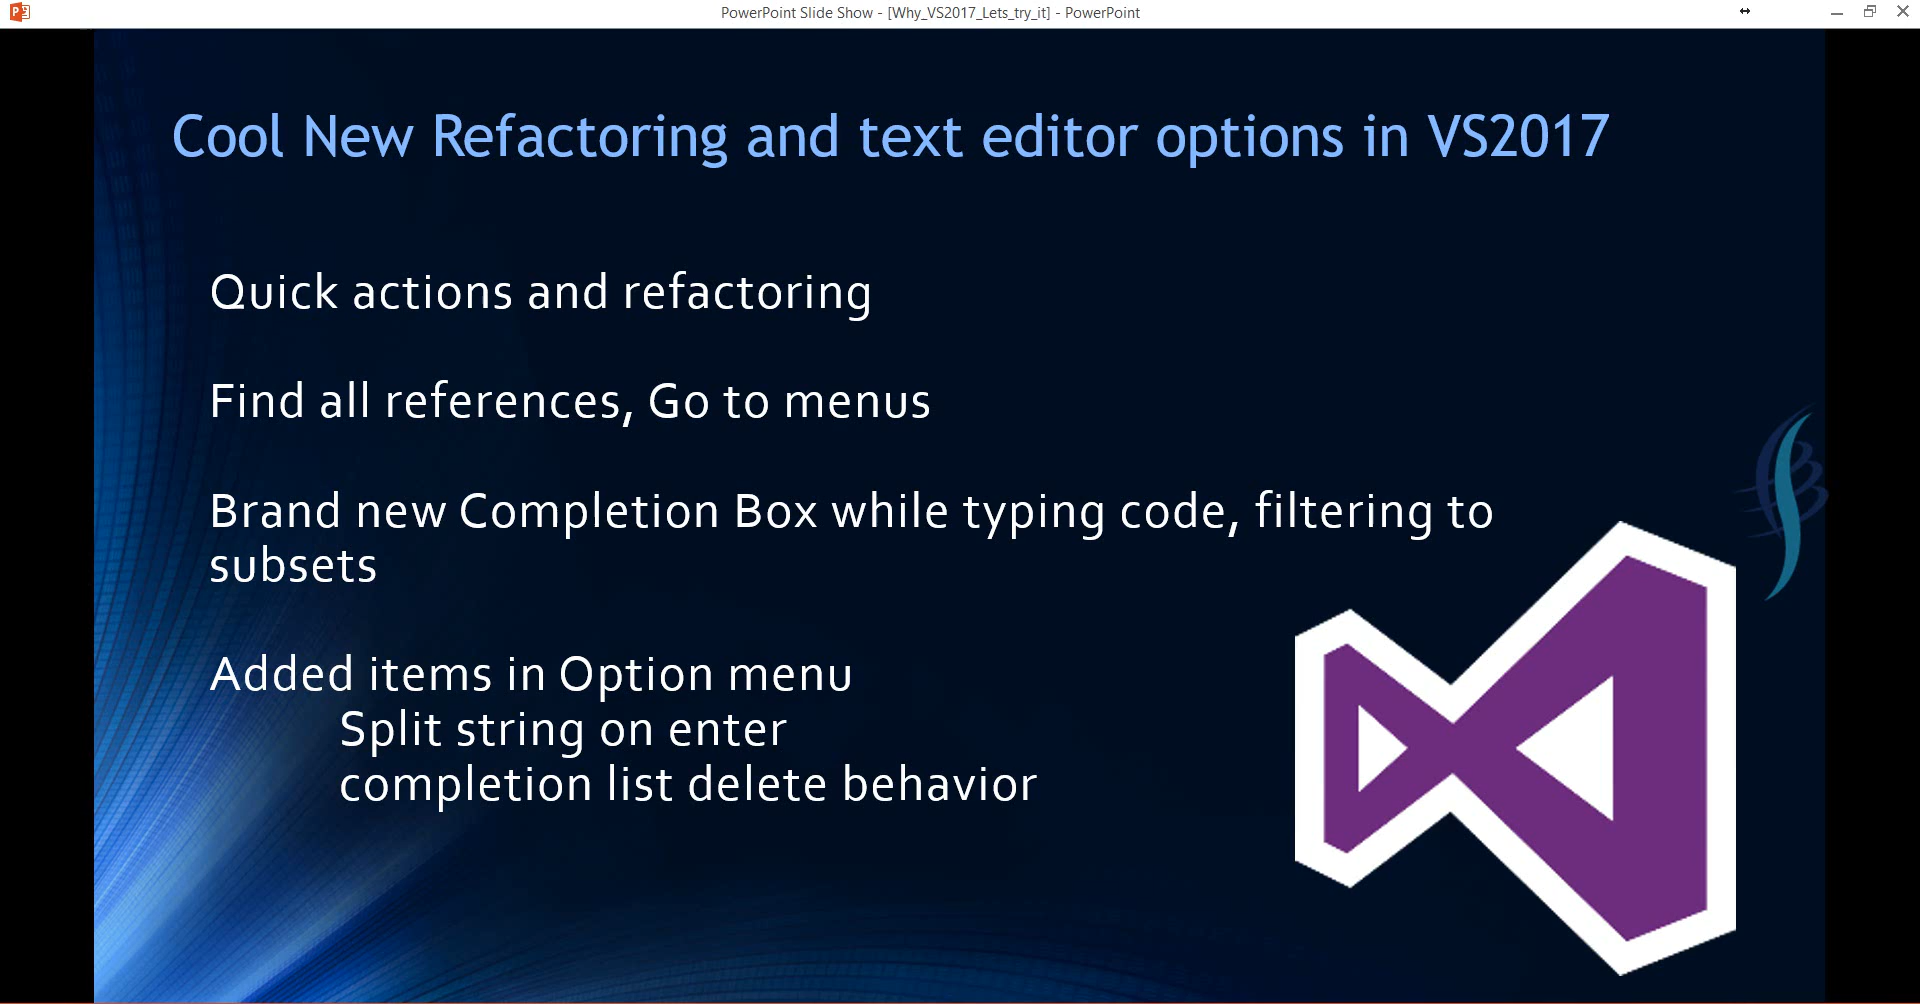 PowerPoint Slide Show - [Why_VS2017_Lets_try_it] - PowerPoint
Cool New Refactoring and text editor options in VS2017
Quick actions and refactoring
Find all references, Go to menus
Brand new Completion Box while typing code, filtering to
subsets
Added items in Option menu
Split string on enter
completion list delete behavior